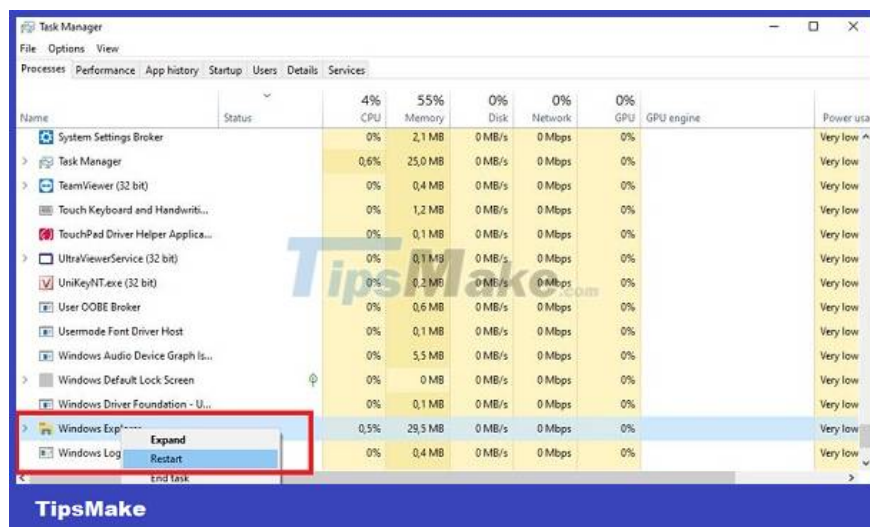 Task Manager
File Options View
Processes Performance App history Startup Users Details Services
4% 55% 0% 0% 0%
Name Status CPU Memory Disk Network GPU GPU engine Power usa
System Settings Broker 0% 2,1 MB 0 MB/s 0 Mbps 0% Very low
Task Manager 0,6% 25,0 MB 0 MB/s 0 Mbps 0% Very low
TeamViewer (32 bit) 0% 0,4 MB 0 MB/s 0 Mbps 0% Very low
Touch Keyboard and Handwriti... 0% 1,2 MB 0 MB/s 0 Mbps 0% Very low
TouchPad Driver Helper Applica... 0% 0,1 MB 0 MB/s 0 Mbps 0% Very low
UltraViewerService (32 bit) 0% 0,1 MB 0 MB/s 0 Mbps 0% Very low
TipsMake.com
UniKeyNT.exe (32 bit) 0% 0,2 MB 0 MB/s 0 Mbps 0% Very low
User OOBE Broker 0% 0,6 MB 0 MB/s 0 Mbps 0% Very low
Usermode Font Driver Host 0% 0,1 MB 0 MB/s 0 Mbps 0% Very low
Windows Audio Device Graph Is... 0% 5,5 MB 0 MB/s 0 Mbps 0% Very low
Windows Default Lock Screen 0% 0 MB 0 MB/s 0 Mbps 0% Very low
Windows Driver Foundation - U... 0% 0,1 MB 0 MB/s 0 Mbps 0% Very low
Windows Explorer 0,5% 29,5 MB 0 MB/s 0 Mbps 0% Very low
Expand
Windows Log 0% 0,4 MB 0 MB/s 0 Mbps 0% Very low
Restart
End task
TipsMake